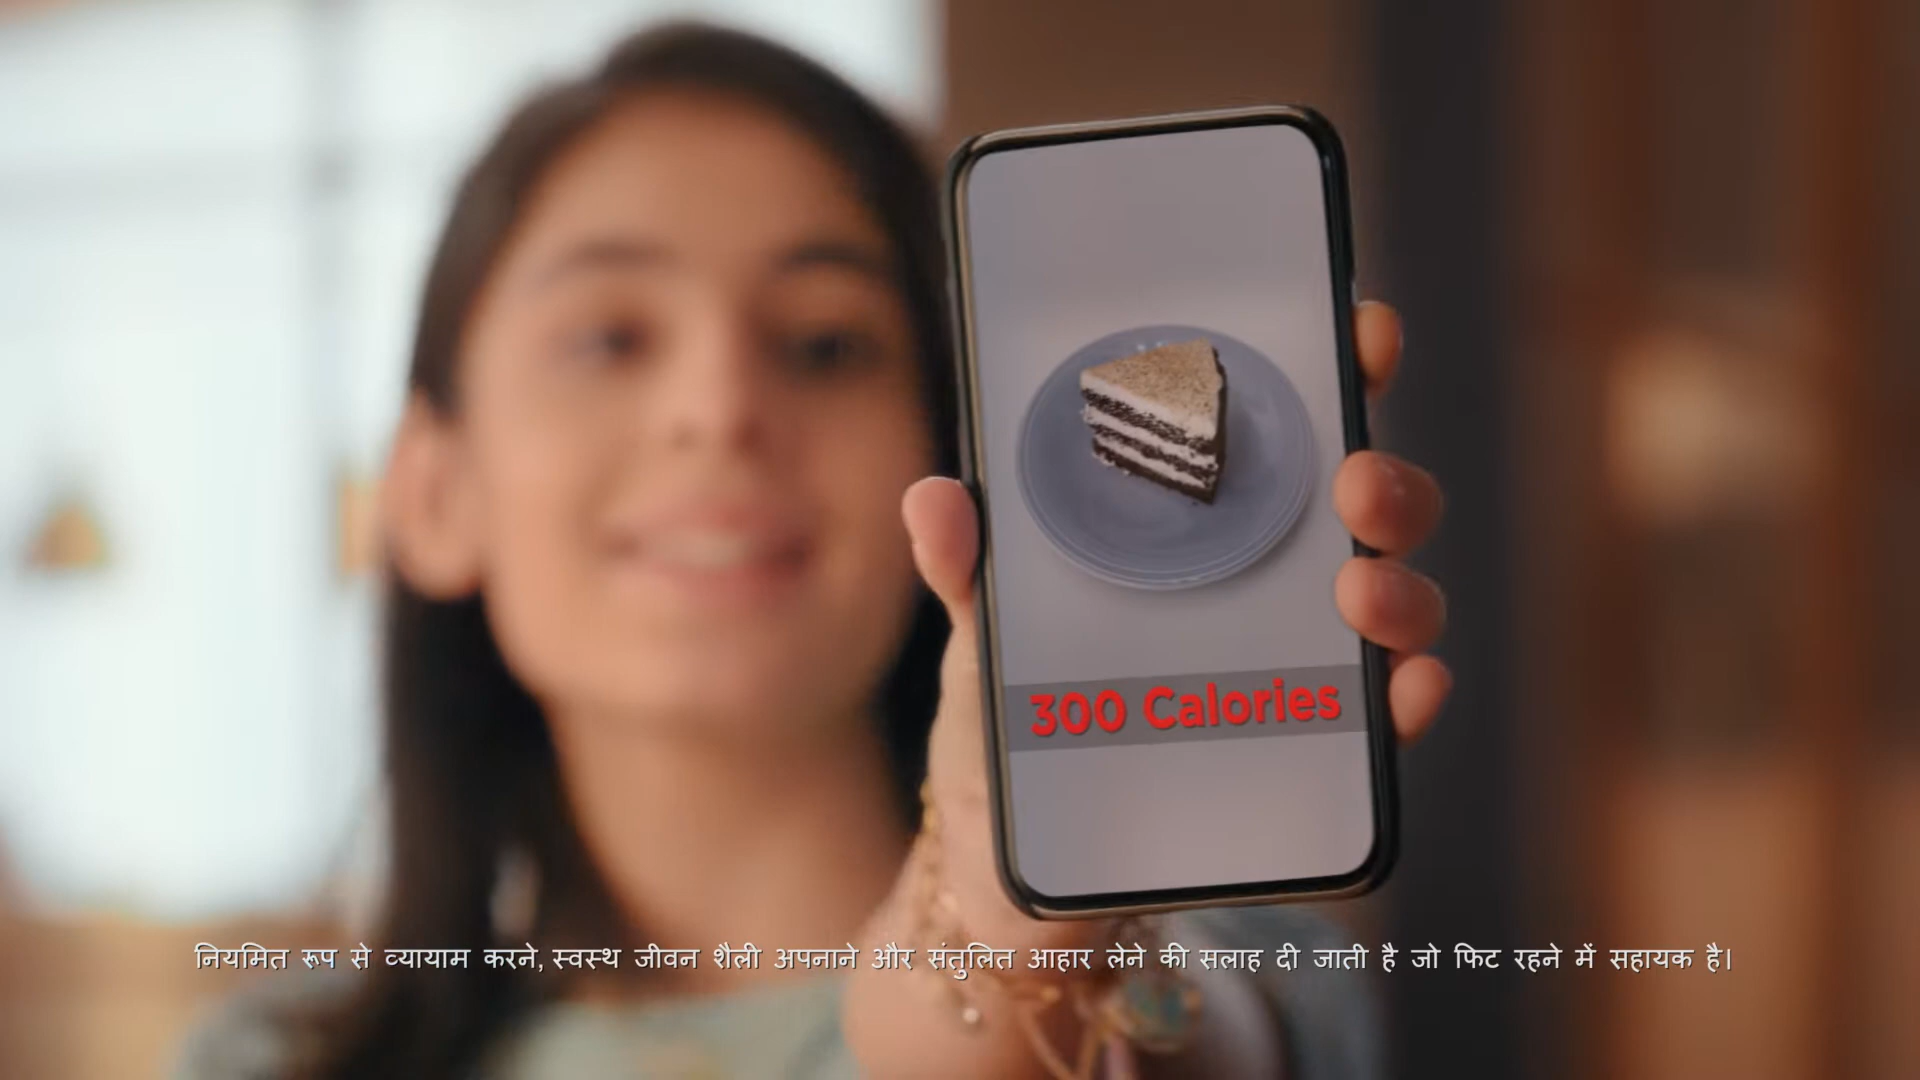 300 Calories
नियमित रूप से व्यायाम करने, स्वस्थ जीवन शैली अपनाने और संतुलित आहार लेने की सलाह दी जाती है जो फिट रहने में सहायक है।